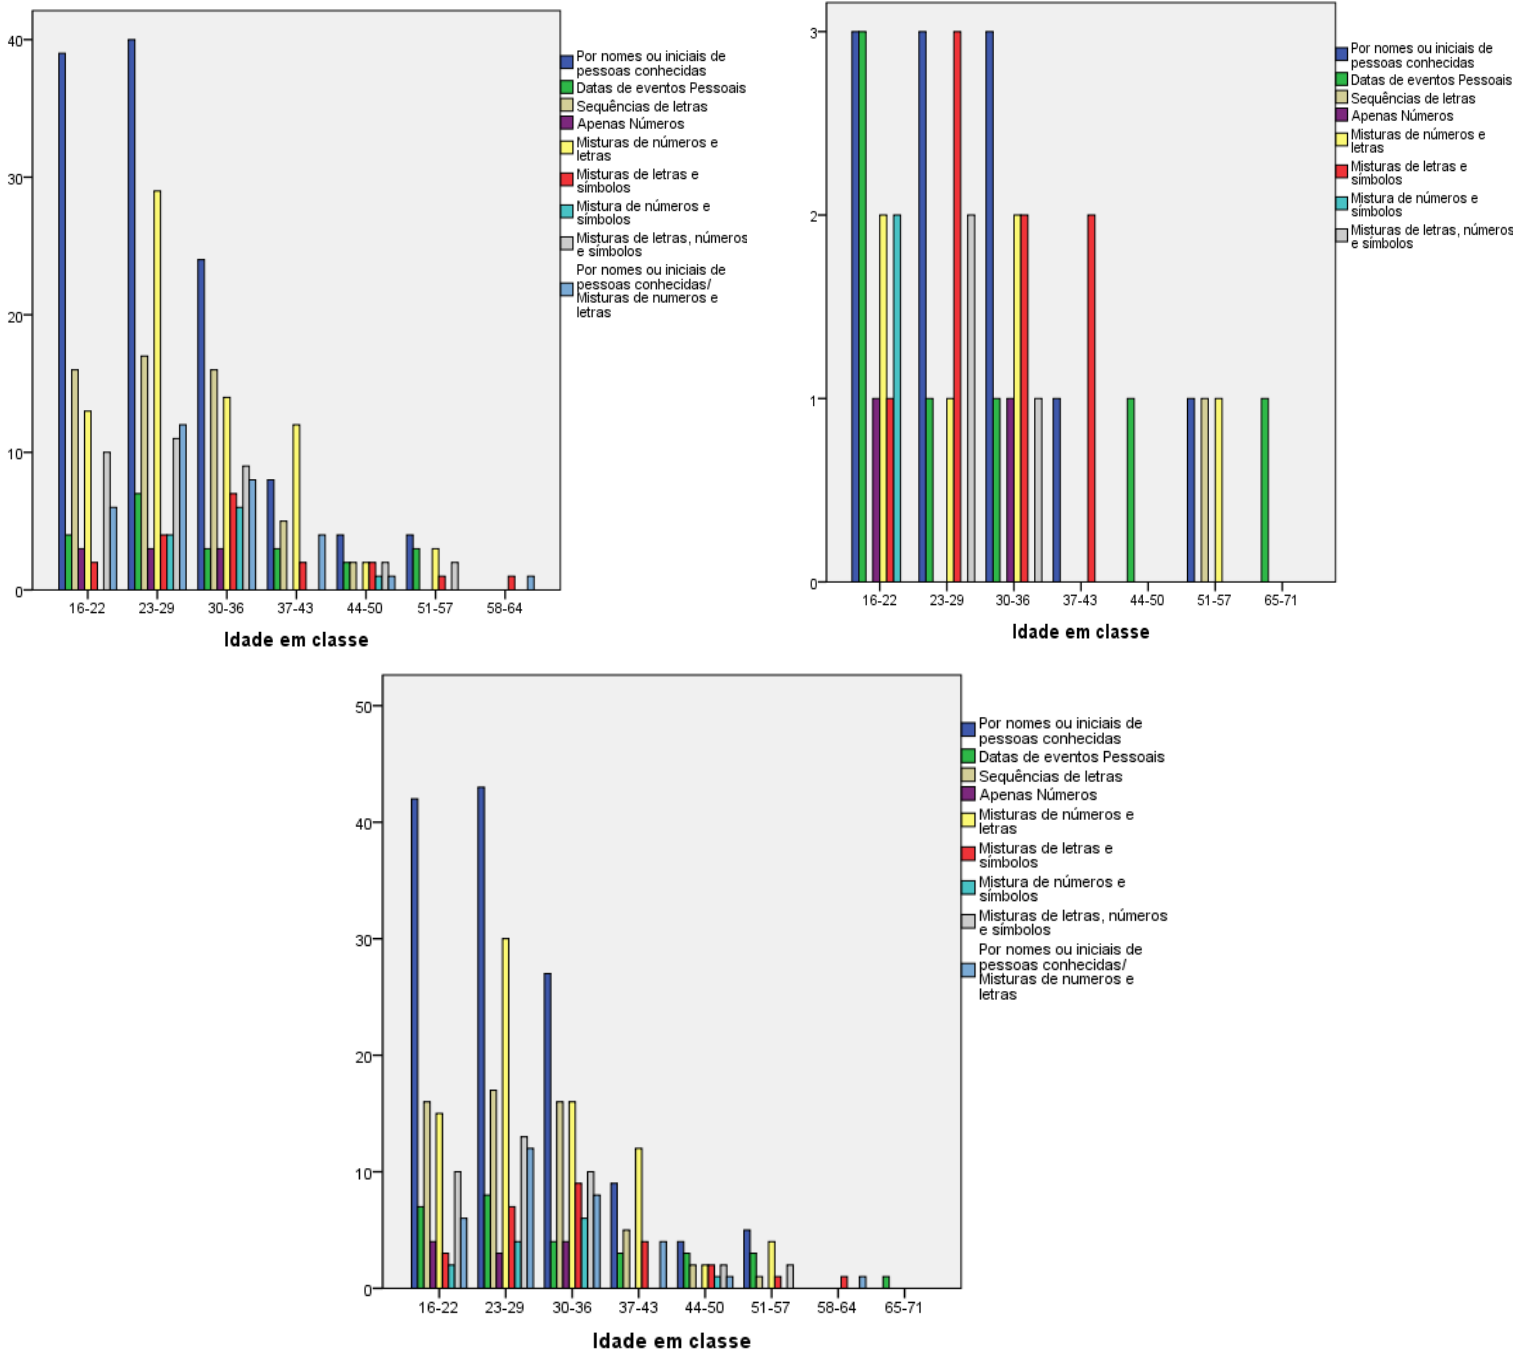 40
30
20
10
0
16-22
23-29
30-36
37-43
44-50
51-57
58-64
Idade em classe
Por nomes ou iniciais de
pessoas conhecidas
Datas de eventos Pessoais
Sequências de letras
Apenas Números
Misturas de números e
letras
Misturas de letras e
símbolos
Mistura de números e
símbolos
Misturas de letras, números
e símbolos
Por nomes ou iniciais de
pessoas conhecidas/
Misturas de numeros e
letras
3
2
1
0
16-22
23-29
30-36
37-43
44-50
51-57
65-71
Idade em classe
Por nomes ou iniciais de
pessoas conhecidas
Datas de eventos Pessoais
Sequências de letras
Apenas Números
Misturas de números e
letras
Misturas de letras e
símbolos
Mistura de números e
símbolos
Misturas de letras, números
e símbolos
50
40
30
20
10
0
16-22
23-29
30-36
37-43
44-50
51-57
58-64
65-71
Idade em classe
Por nomes ou iniciais de
pessoas conhecidas
Datas de eventos Pessoais
Sequências de letras
Apenas Números
Misturas de números e
letras
Misturas de letras e
símbolos
Mistura de números e
símbolos
Misturas de letras, números
e símbolos
Por nomes ou iniciais de
pessoas conhecidas/
Misturas de numeros e
letras